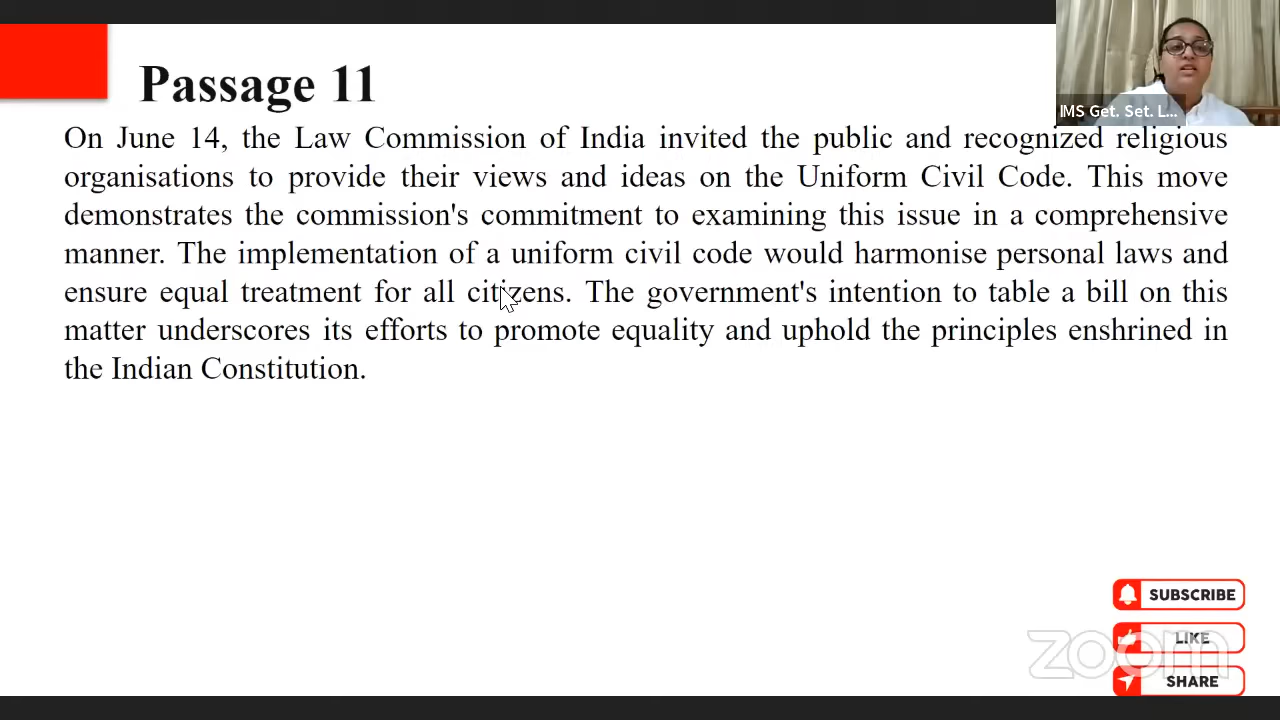 Passage 11
IMS Get. Set. L...
On June 14, the Law Commission of India invited the public and recognized religious
organisations to provide their views and ideas on the Uniform Civil Code. This move
demonstrates the commission's commitment to examining this issue in a comprehensive
manner. The implementation of a uniform civil code would harmonise personal laws and
ensure equal treatment for all citizens. The government's intention to table a bill on this
matter underscores its efforts to promote equality and uphold the principles enshrined in
the Indian Constitution.
SUBSCRIBE
LIKE
zoom
SHARE